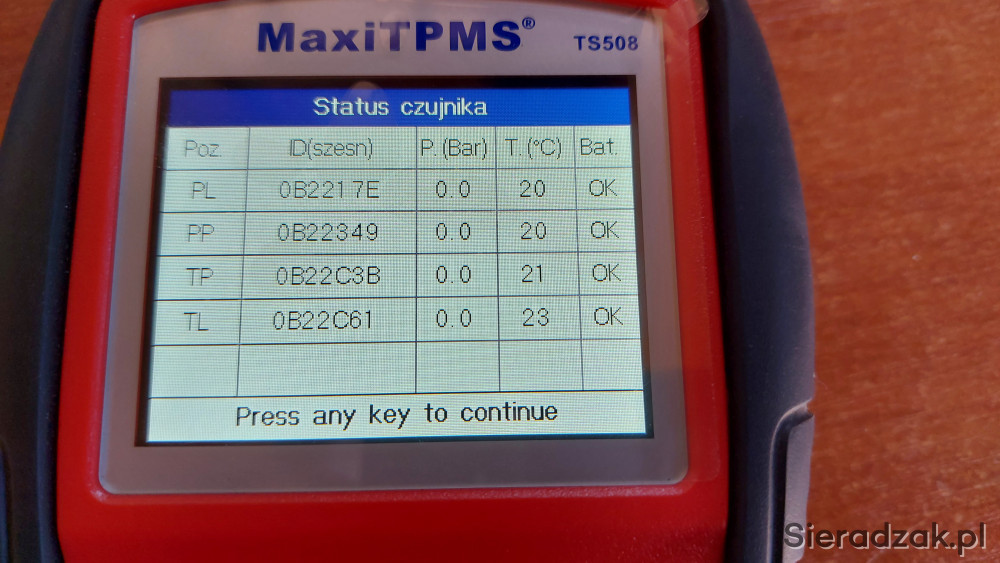 MaxiTPMS®
TS508
Status czujnika
Poz. ID(szesn) P.(Bar) T.(°C) Bat.
PL 0B2217E 0.0 20 OK
PP 0B22349 0.0 20 OK
TP 0B22C3B 0.0 21 OK
TL 0B22C61 0.0 23 OK
Press any key to continue
Sieradzak.pl